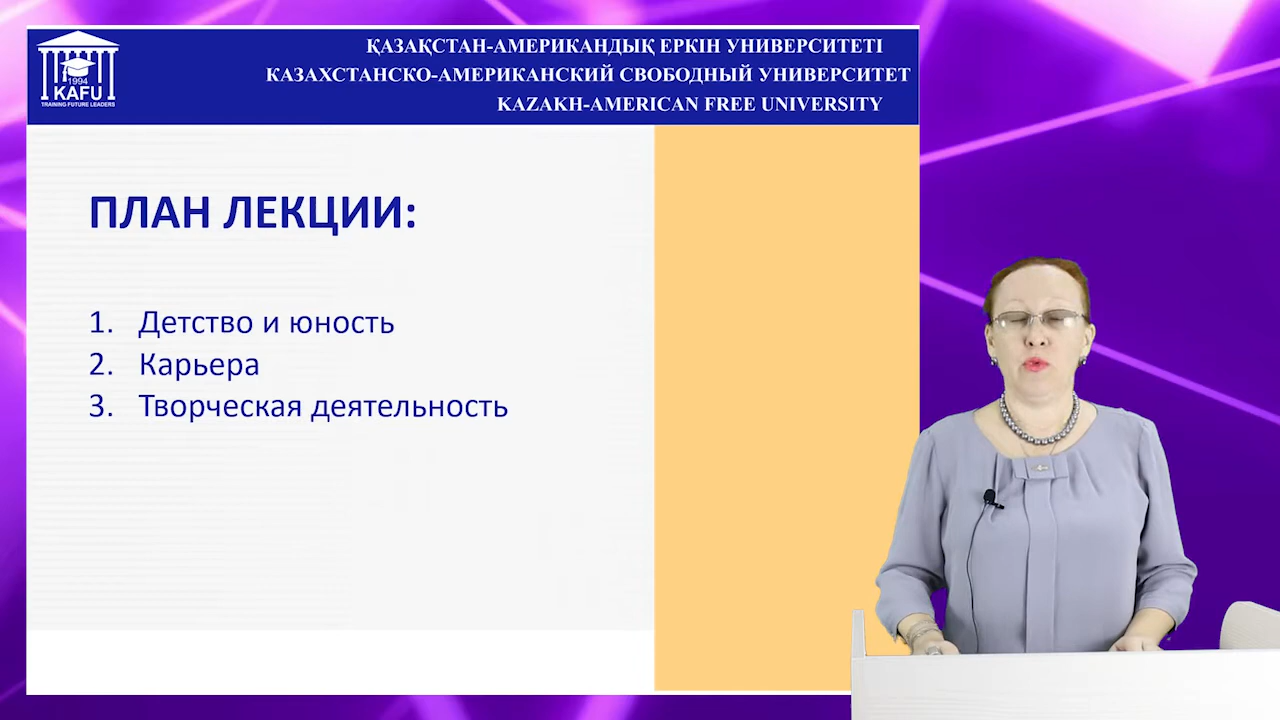 ҚАЗАҚСТАН-АМЕРИКАНДЫҚ ЕРКІН УНИВЕРСИТЕТІ
КАЗАХСТАНСКО-АМЕРИКАНСКИЙ СВОБОДНЫЙ УНИВЕРСИТЕТ
KAZAKH-AMERICAN FREE UNIVERSITY
1994
KAFU
TRAINING FUTURE LEADERS
ПЛАН ЛЕКЦИИ:
1. Детство и юность
2. Карьера
3. Творческая деятельность